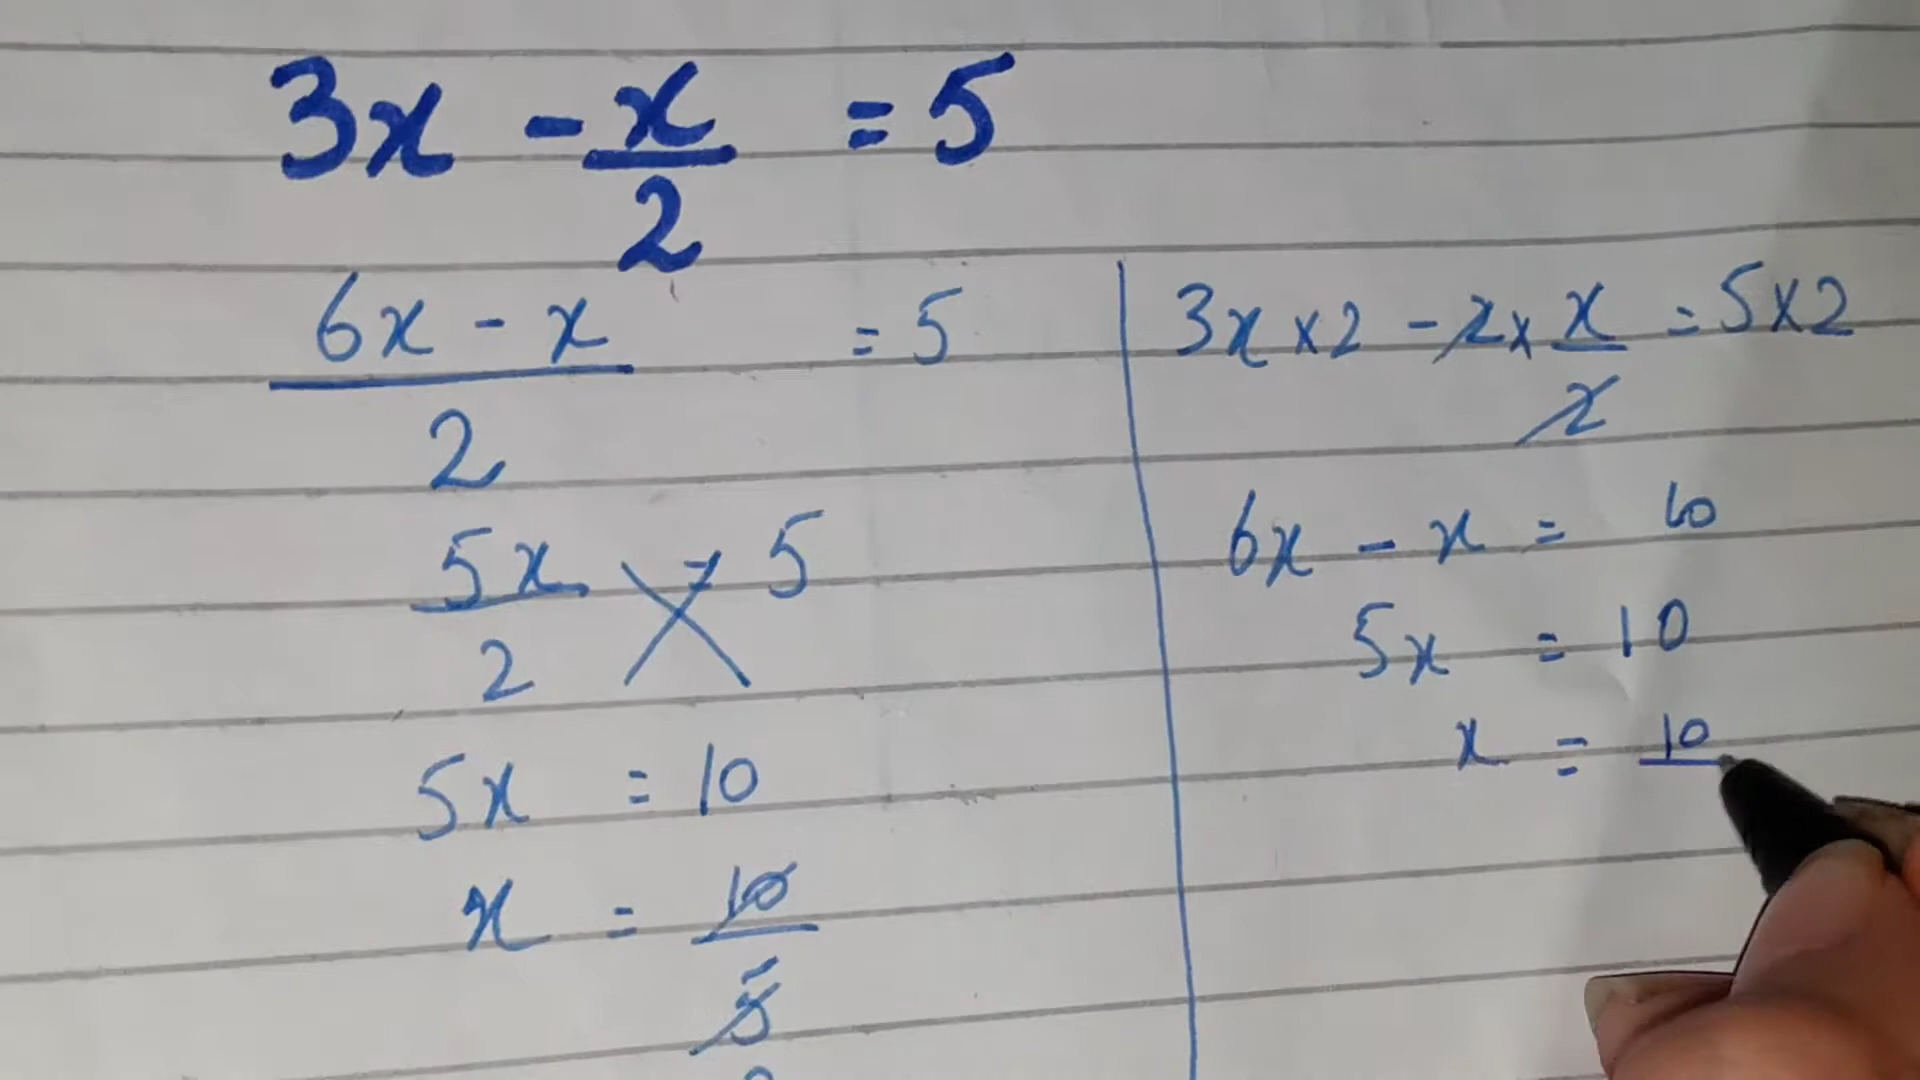 3x - x/2 = 5
6x - x / 2 = 5
5x/2 = 5
5x = 10
x = 10/5
3x × 2 - 2 × x/2 = 5 × 2
6x - x = 10
5x = 10
x = 10